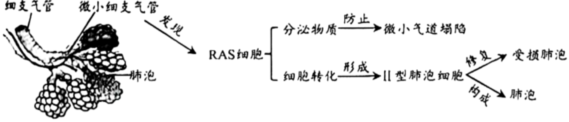 细支气管
微小细支气管
发现
肺泡
RAS细胞
分泌物质
防止
微小气道塌陷
细胞转化
形成
II型肺泡细胞
修复
受损肺泡
构成
肺泡